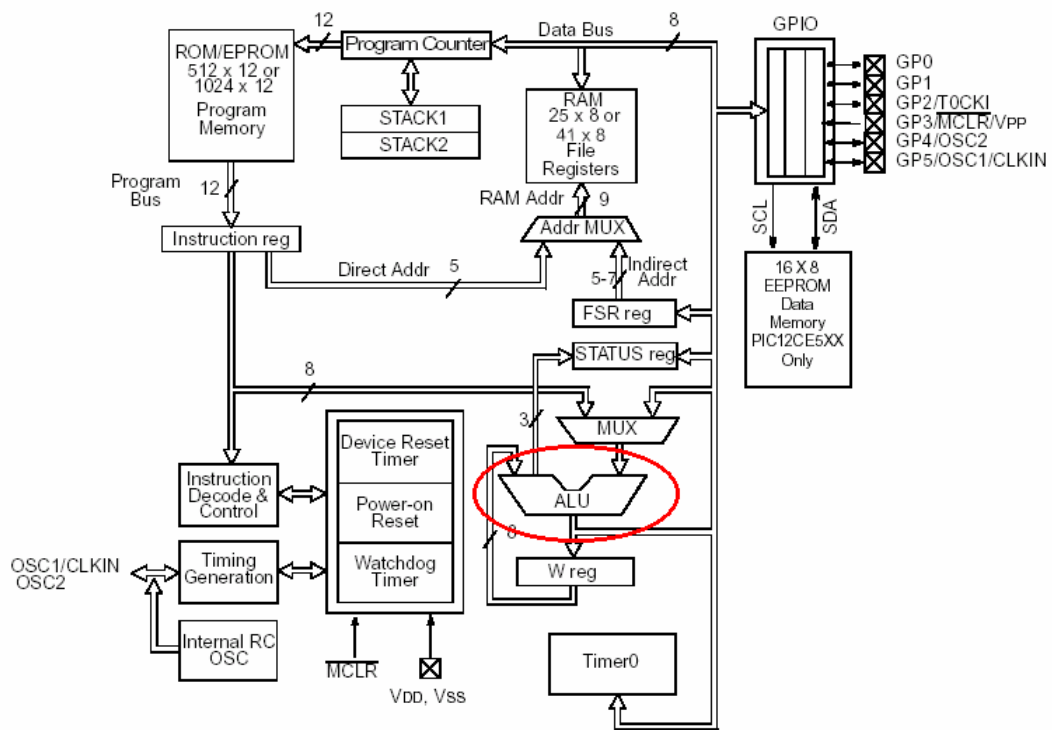 12
Data Bus
8
GPIO
ROM/EPROM
512 x 12 or
1024 x 12
Program
Memory
Program Counter
STACK1
STACK2
RAM
25 x 8 or
41 x 8
File
Registers
GP0
GP1
GP2/T0CKI
GP3/MCLR/VPP
GP4/OSC2
GP5/OSC1/CLKIN
Program
Bus
12
RAM Addr
9
SCL
SDA
Instruction reg
Addr MUX
Direct Addr
5
5-7
Indirect
Addr
16 X 8
EEPROM
Data
Memory
PIC12CE5XX
Only
FSR reg
STATUS reg
8
3
MUX
Device Reset
Timer
Instruction
Decode &
Control
Power-on
Reset
ALU
8
OSC1/CLKIN
OSC2
Timing
Generation
Watchdog
Timer
W reg
Internal RC
OSC
MCLR
VDD, VSS
Timer0